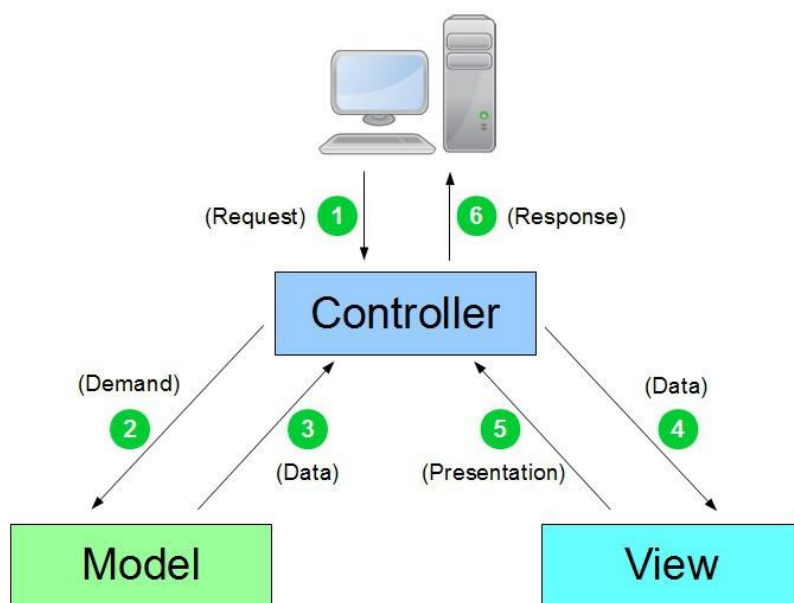 (Request) 1 6 (Response)
Controller
(Demand) (Data)
2 3 5 4
(Data) (Presentation)
Model View